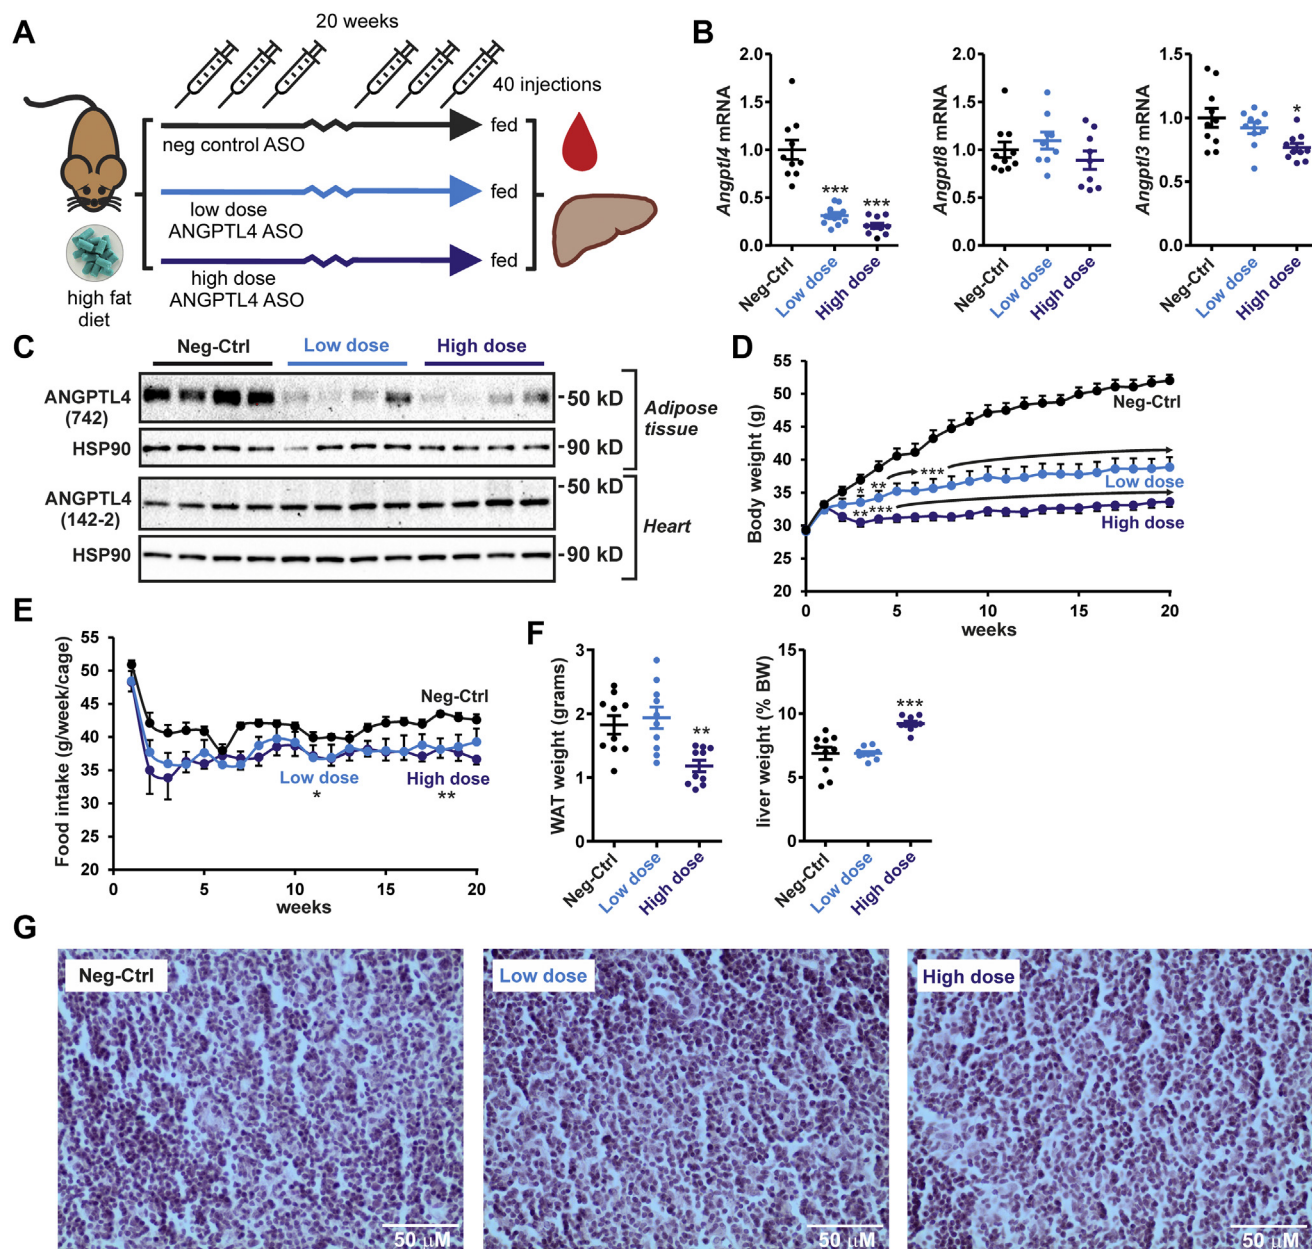 A
20 weeks
40 injections
neg control ASO
fed
low dose
ANGPTL4 ASO
fed
high dose
ANGPTL4 ASO
fed
high fat
diet
B
Angptl4 mRNA
2.0
1.5
1.0
0.5
0.0
***
***
Neg-Ctrl
Low dose
High dose
Angptl8 mRNA
2.0
1.5
1.0
0.5
0.0
Neg-Ctrl
Low dose
High dose
Angptl3 mRNA
1.5
1.0
0.5
0.0
*
Neg-Ctrl
Low dose
High dose
C
Neg-Ctrl
Low dose
High dose
ANGPTL4
(742)
-50 kD
HSP90
-90 kD
Adipose
tissue
ANGPTL4
(142-2)
-50 kD
HSP90
-90 kD
Heart
D
Body weight (g)
55
50
45
40
35
30
25
20
0
5
10
15
20
weeks
Neg-Ctrl
* ** ***
Low dose
** ***
High dose
E
Food intake (g/week/cage)
55
50
45
40
35
30
25
20
0
5
10
15
20
weeks
Neg-Ctrl
Low dose
*
High dose
**
F
WAT weight (grams)
3
2
1
0
**
Neg-Ctrl
Low dose
High dose
liver weight (% BW)
15
10
5
0
***
Neg-Ctrl
Low dose
High dose
G
Neg-Ctrl
50 µM
Low dose
50 µM
High dose
50 µM